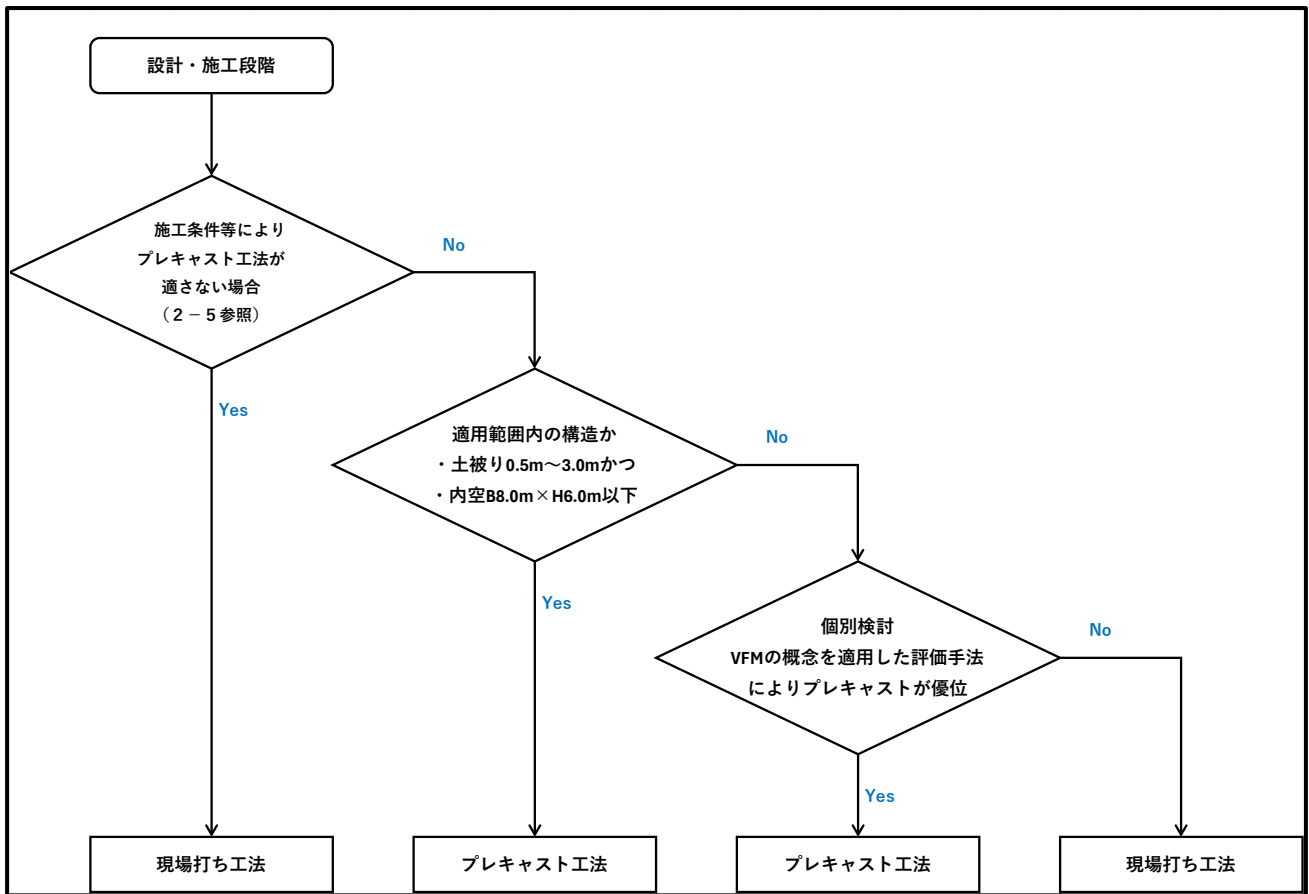 設計・施工段階
施工条件等により
プレキャスト工法が
適さない場合
（２－５参照）
No
Yes
適用範囲内の構造か
・土被り0.5m～3.0mかつ
・内空B8.0m×H6.0m以下
No
Yes
個別検討
VFMの概念を適用した評価手法
によりプレキャストが優位
No
Yes
現場打ち工法
プレキャスト工法
プレキャスト工法
現場打ち工法